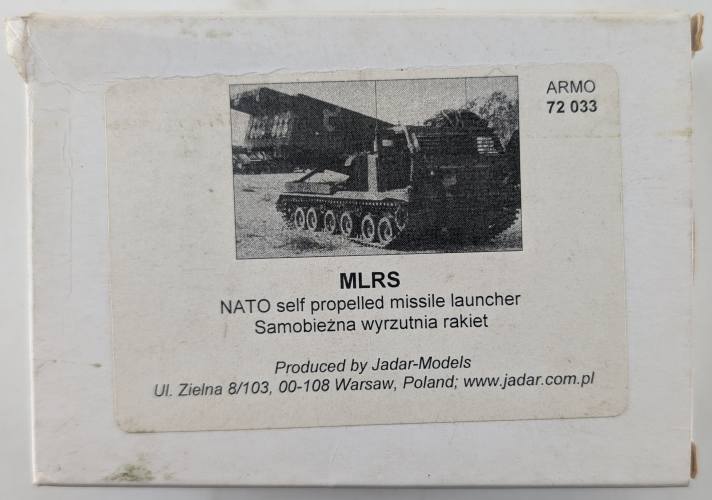 ARMO
72 033
MLRS
NATO self propelled missile launcher
Samobieżna wyrzutnia rakiet
Produced by Jadar-Models
Ul. Zielna 8/103, 00-108 Warsaw, Poland; www.jadar.com.pl